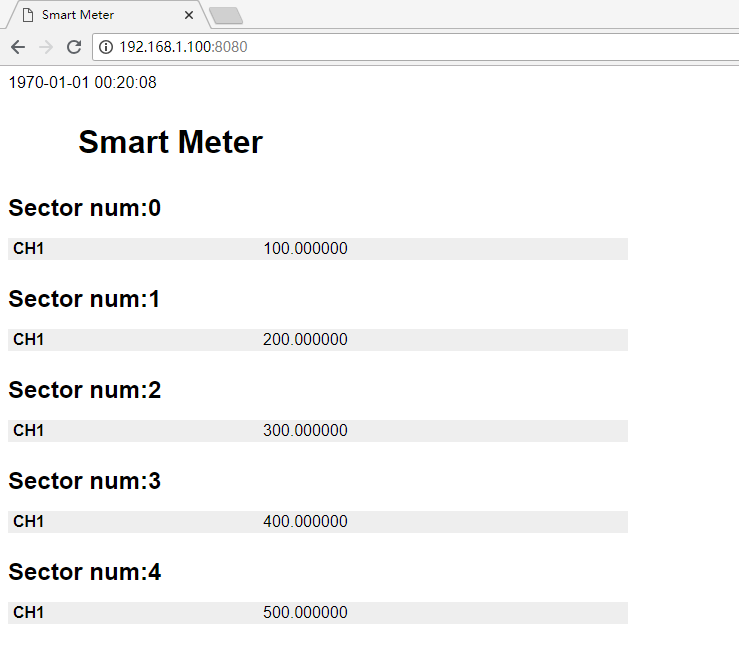 Smart Meter
192.168.1.100:8080
1970-01-01 00:20:08
Smart Meter
Sector num:0
CH1 100.000000
Sector num:1
CH1 200.000000
Sector num:2
CH1 300.000000
Sector num:3
CH1 400.000000
Sector num:4
CH1 500.000000